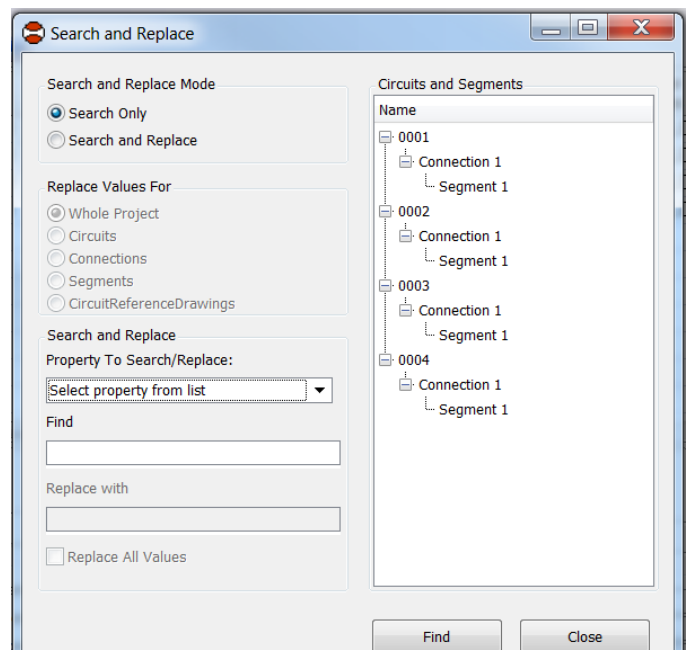 Search and Replace
Search and Replace Mode
Search Only
Search and Replace
Replace Values For
Whole Project
Circuits
Connections
Segments
CircuitReferenceDrawings
Search and Replace
Property To Search/Replace:
Select property from list
Find
Replace with
Replace All Values
Circuits and Segments
Name
0001
Connection 1
Segment 1
0002
Connection 1
Segment 1
0003
Connection 1
Segment 1
0004
Connection 1
Segment 1
Find
Close